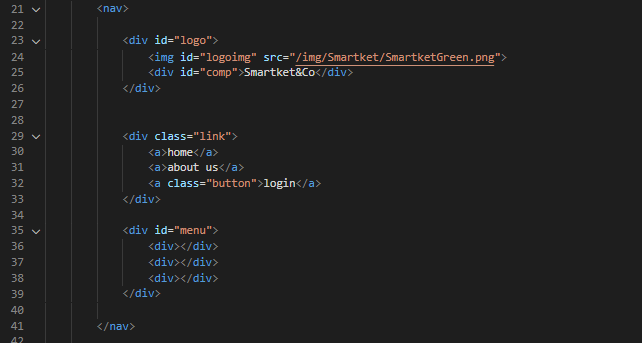 21 <nav>
22
23 <div id="logo">
24 <img id="logoimg" src="/img/Smartket/SmartketGreen.png">
25 <div id="comp">Smartket&Co</div>
26 </div>
27
28
29 <div class="link">
30 <a>home</a>
31 <a>about us</a>
32 <a class="button">login</a>
33 </div>
34
35 <div id="menu">
36 <div></div>
37 <div></div>
38 <div></div>
39 </div>
40
41 </nav>
42